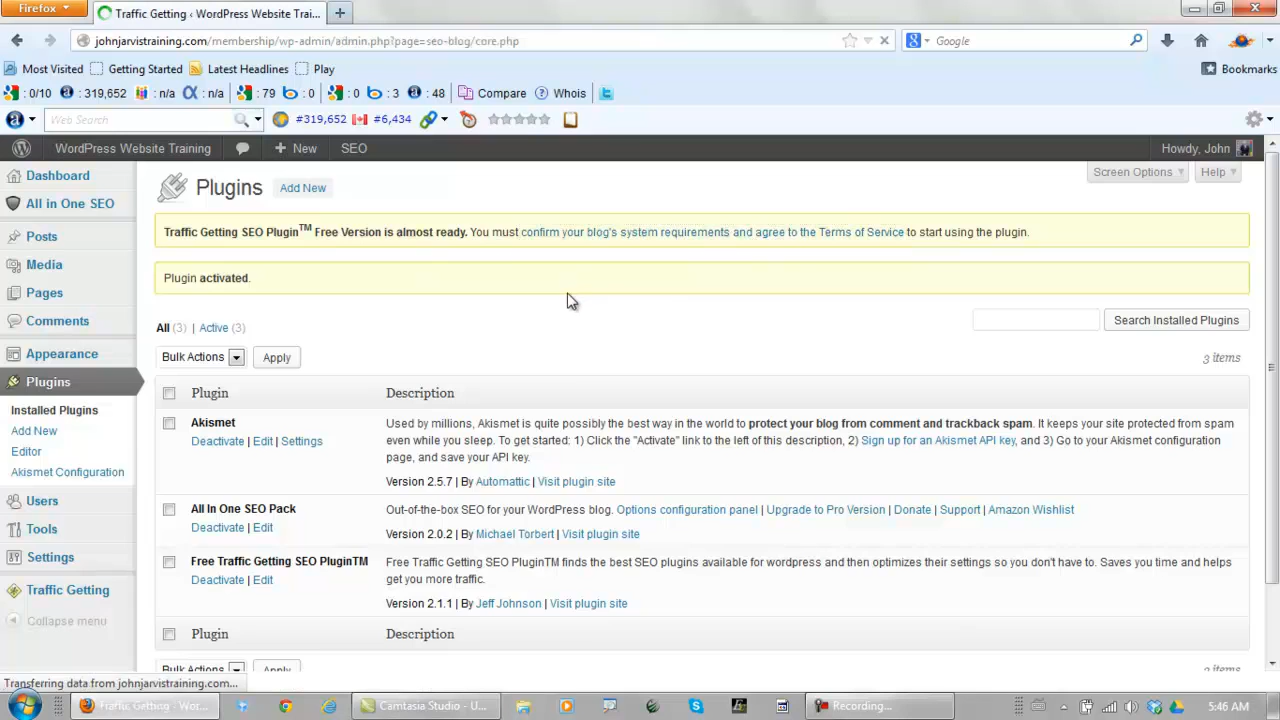 Firefox
Traffic Getting ‹ WordPress Website Trai...
johnjarvistraining.com/membership/wp-admin/admin.php?page=seo-blog/core.php
Google
Most Visited Getting Started Latest Headlines Play Bookmarks
: 0/10 : 319,652 : n/a : n/a : 79 : 0 : 0 : 3 : 48 Compare Whois
Web Search #319,652 #6,434
WordPress Website Training + New SEO Howdy, John
Dashboard
All in One SEO
Posts
Media
Pages
Comments
Appearance
Plugins
Installed Plugins
Add New
Editor
Akismet Configuration
Users
Tools
Settings
Traffic Getting
Collapse menu
Screen Options Help
Plugins Add New
Traffic Getting SEO Plugin™ Free Version is almost ready. You must confirm your blog's system requirements and agree to the Terms of Service to start using the plugin.
Plugin activated.
All (3) | Active (3)
Search Installed Plugins
Bulk Actions Apply 3 items
Plugin Description
Akismet
Deactivate | Edit | Settings
Used by millions, Akismet is quite possibly the best way in the world to protect your blog from comment and trackback spam. It keeps your site protected from spam
even while you sleep. To get started: 1) Click the "Activate" link to the left of this description, 2) Sign up for an Akismet API key, and 3) Go to your Akismet configuration
page, and save your API key.
Version 2.5.7 | By Automattic | Visit plugin site
All In One SEO Pack
Deactivate | Edit
Out-of-the-box SEO for your WordPress blog. Options configuration panel | Upgrade to Pro Version | Donate | Support | Amazon Wishlist
Version 2.0.2 | By Michael Torbert | Visit plugin site
Free Traffic Getting SEO PluginTM
Deactivate | Edit
Free Traffic Getting SEO PluginTM finds the best SEO plugins available for wordpress and then optimizes their settings so you don't have to. Saves you time and helps
get you more traffic.
Version 2.1.1 | By Jeff Johnson | Visit plugin site
Plugin Description
Bulk Actions Apply 3 items
Transferring data from johnjarvistraining.com...
Traffic Getting ‹ Wor... Camtasia Studio - U... Recording... 5:46 AM